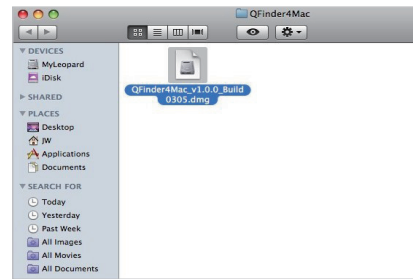 QFinder4Mac
DEVICES
MyLeopard
iDisk
SHARED
PLACES
Desktop
JW
Applications
Documents
SEARCH FOR
Today
Yesterday
Past Week
All Images
All Movies
All Documents
QFinder4Mac_v1.0.0_Build
0305.dmg